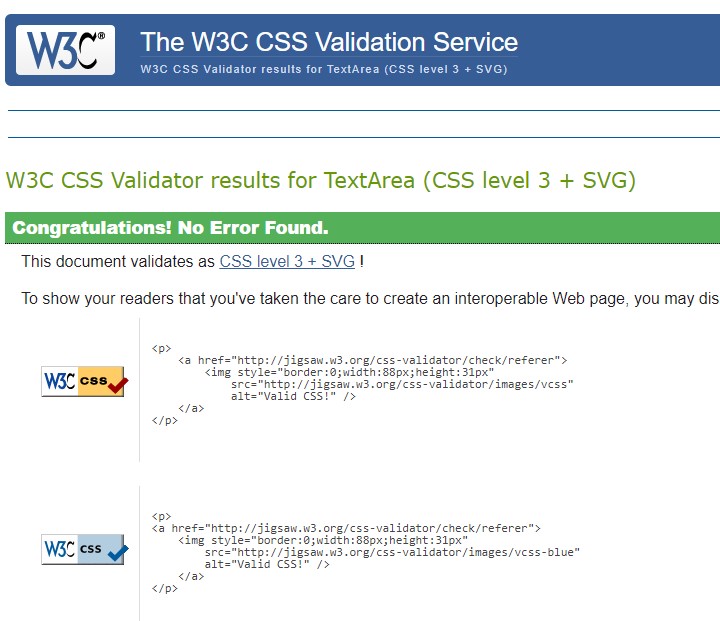 W3C®
The W3C CSS Validation Service
W3C CSS Validator results for TextArea (CSS level 3 + SVG)
W3C CSS Validator results for TextArea (CSS level 3 + SVG)
Congratulations! No Error Found.
This document validates as CSS level 3 + SVG !
To show your readers that you've taken the care to create an interoperable Web page, you may dis
W3C css
<p>
<a href="http://jigsaw.w3.org/css-validator/check/referer">
<img style="border:0;width:88px;height:31px"
src="http://jigsaw.w3.org/css-validator/images/vcss"
alt="Valid CSS!" />
</a>
</p>
W3C css
<p>
<a href="http://jigsaw.w3.org/css-validator/check/referer">
<img style="border:0;width:88px;height:31px"
src="http://jigsaw.w3.org/css-validator/images/vcss-blue"
alt="Valid CSS!" />
</a>
</p>